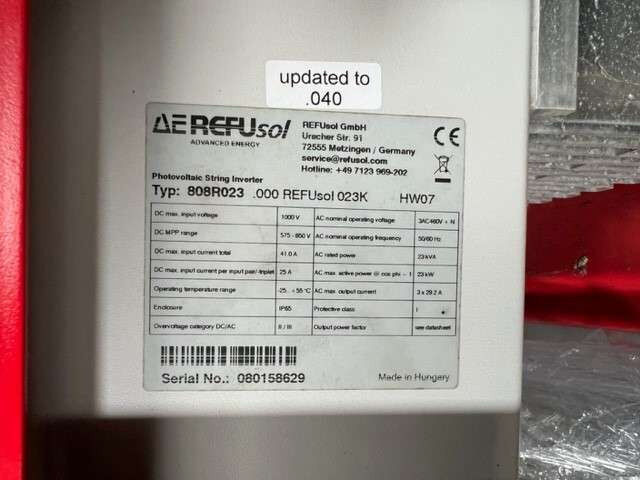 updated to
.040
AE REFUsol
ADVANCED ENERGY
REFUsol GmbH
Uracher Str. 91
72555 Metzingen / Germany
service@refusol.com
Hotline: +49 7123 969-202
CE
Photovoltaic String Inverter
Typ: 808R023 .000 REFUsol 023K HW07
DC max. input voltage 1000 V AC nominal operating voltage 3AC460V + N
DC MPP range 575 - 850 V AC nominal operating frequency 50/60 Hz
DC max. input current total 41.0 A AC rated power 23 kVA
DC max. input current per input pair/-triplet 25 A AC max. active power @ cos phi = 1 23 kW
Operating temperature range -25.. +55 °C AC max. output current 3 x 29.2 A
Enclosure IP65 Protective class I
Overvoltage category DC/AC II / III Output power factor see datasheet
Serial No.: 080158629 Made in Hungary